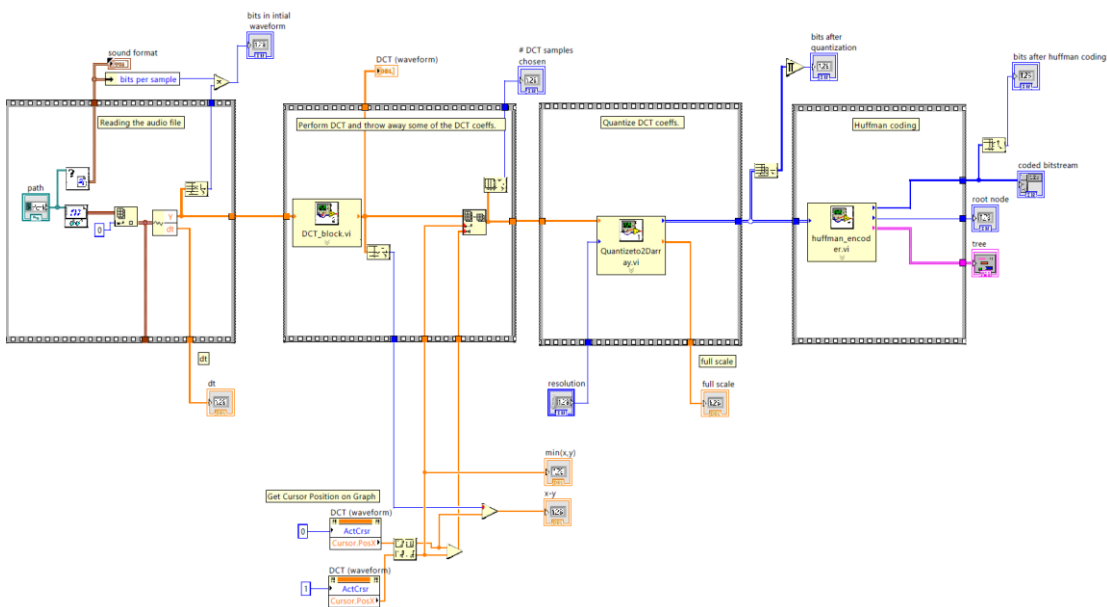 bits in intial
waveform
sound format
bits per sample
Reading the audio file
path
0
Y
dt
dt
dt
DCT (waveform)
# DCT samples
chosen
Perform DCT and throw away some of the DCT coeffs.
DCT_block.vi
bits after
quantization
Quantize DCT coeffs.
Quantizeto2Dar
ray.vi
resolution
full scale
full scale
bits after huffman coding
Huffman coding
huffman_encod
er.vi
coded bitstream
root node
tree
min(x,y)
x-y
Get Cursor Position on Graph
DCT (waveform)
0
ActCrsr
Cursor.PosX
DCT (waveform)
1
ActCrsr
Cursor.PosX